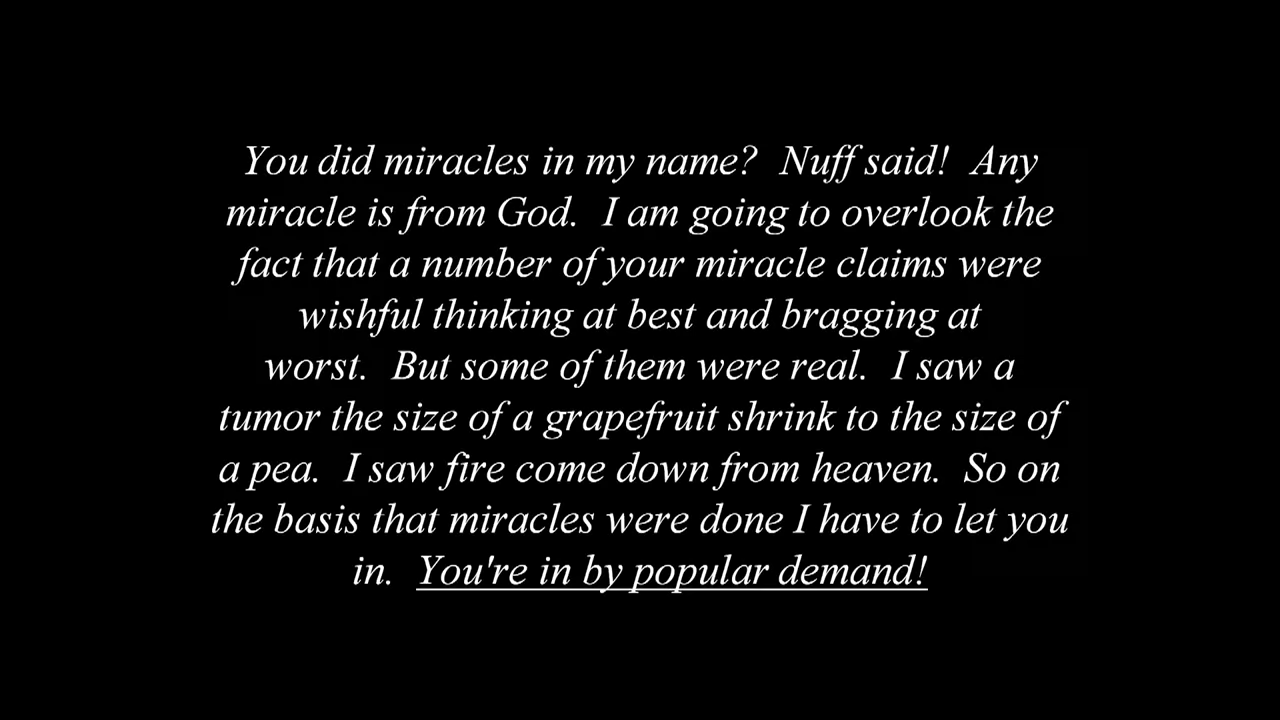 You did miracles in my name?  Nuff said!  Any
miracle is from God.  I am going to overlook the
fact that a number of your miracle claims were
wishful thinking at best and bragging at
worst.  But some of them were real.  I saw a
tumor the size of a grapefruit shrink to the size of
a pea.  I saw fire come down from heaven.  So on
the basis that miracles were done I have to let you
in.  You're in by popular demand!